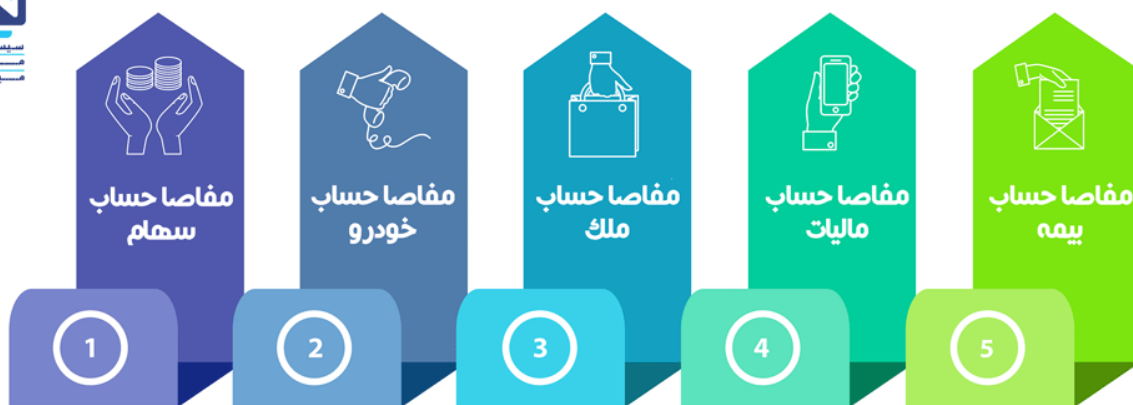 مفاصا حساب
سهام
1
مفاصا حساب
خودرو
2
مفاصا حساب
ملك
3
مفاصا حساب
مالیات
4
مفاصا حساب
بیمه
5